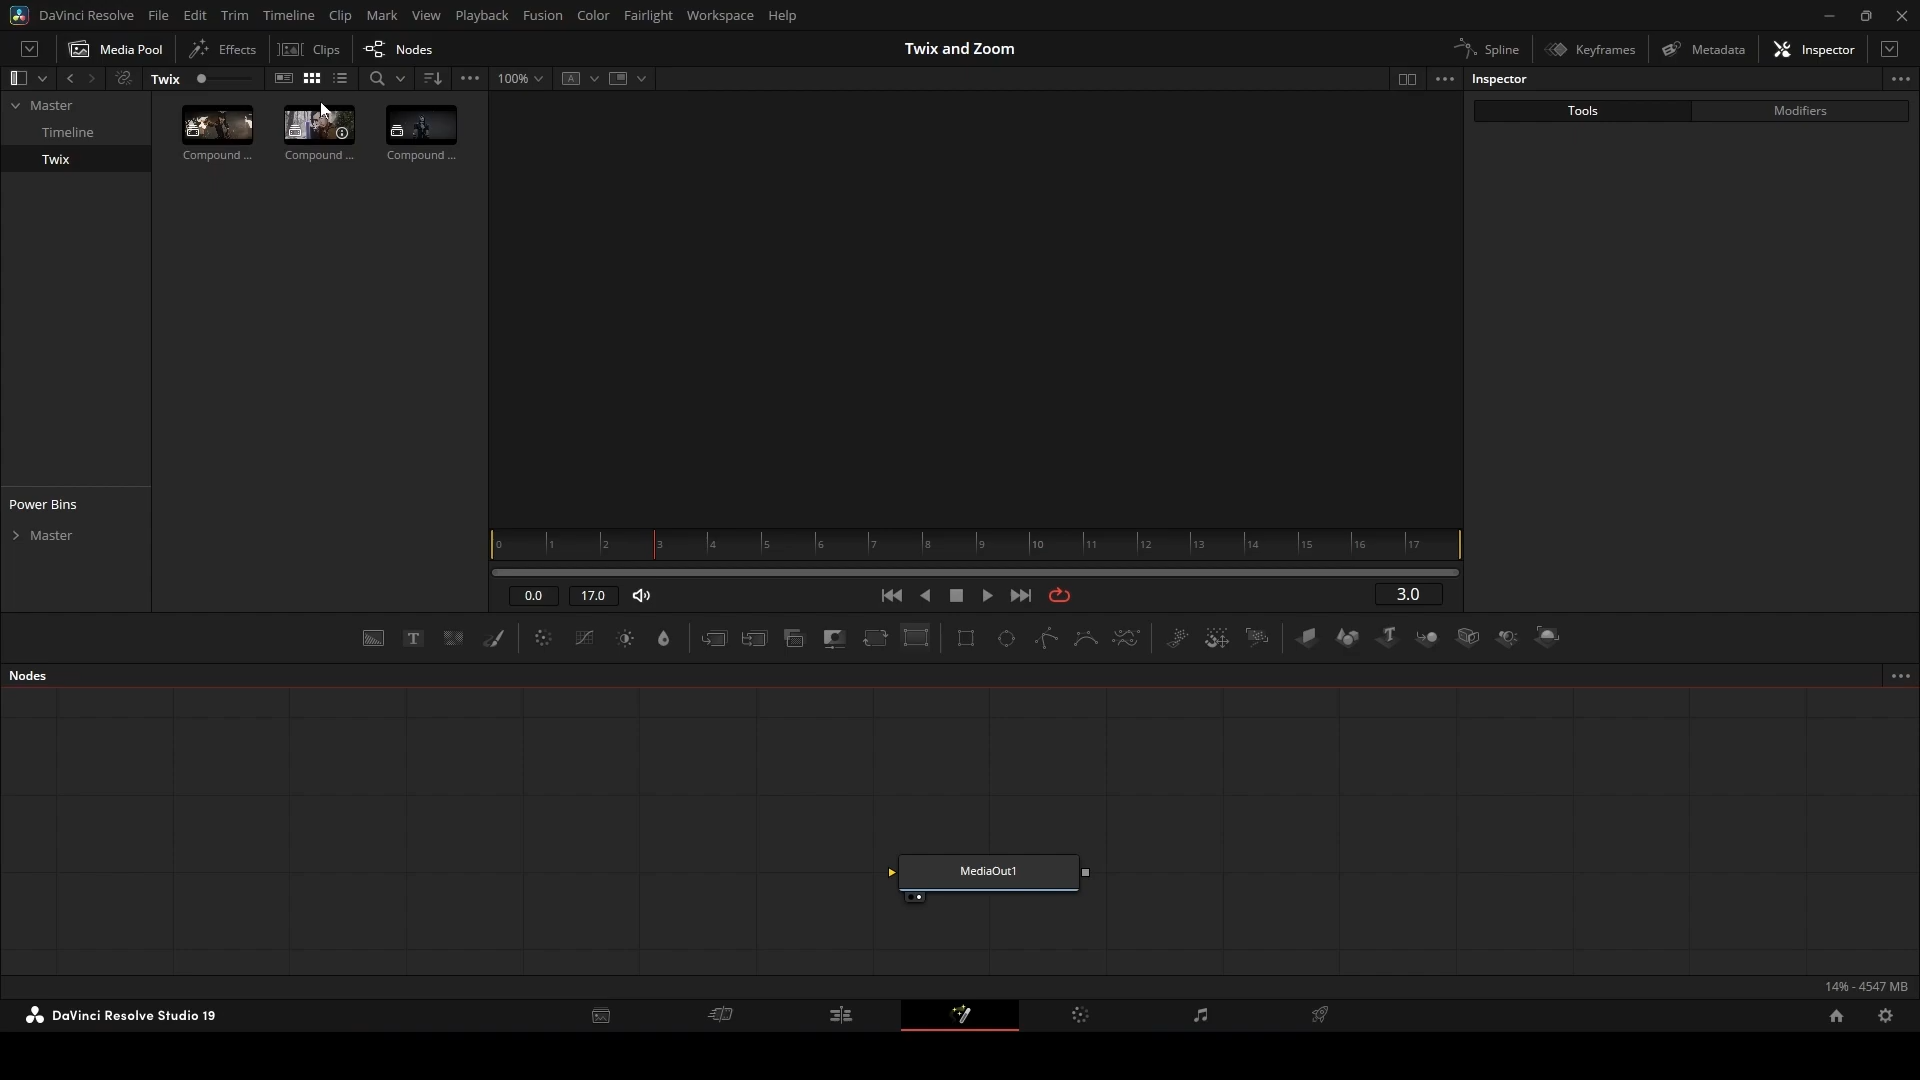 DaVinci Resolve File Edit Trim Timeline Clip Mark View Playback Fusion Color Fairlight Workspace Help
Media Pool Effects Clips Nodes Twix and Zoom Spline Keyframes Metadata Inspector
Twix 100% A Inspector
Master
Timeline
Twix
Compound ... Compound ... Compound ...
Tools Modifiers
Power Bins
Master
0 1 2 3 4 5 6 7 8 9 10 11 12 13 14 15 16 17
0.0 17.0 3.0
T T
Nodes
MediaOut1
14% - 4547 MB
DaVinci Resolve Studio 19